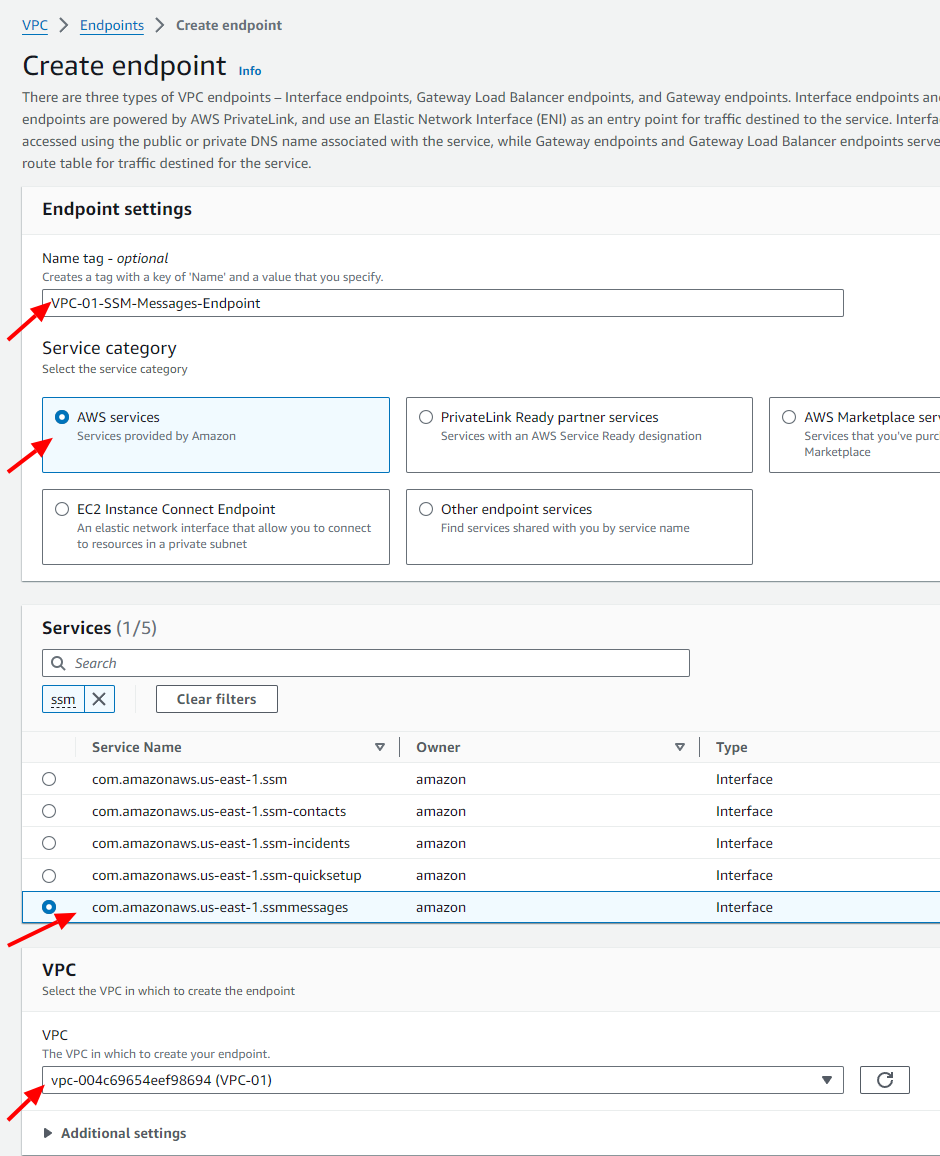 VPC > Endpoints > Create endpoint
Create endpoint Info
There are three types of VPC endpoints – Interface endpoints, Gateway Load Balancer endpoints, and Gateway endpoints. Interface endpoints and
endpoints are powered by AWS PrivateLink, and use an Elastic Network Interface (ENI) as an entry point for traffic destined to the service.
accessed using the public or private DNS name associated with the service, while Gateway endpoints and Gateway Load Balancer endpoints serve
route table for traffic destined for the service.
Endpoint settings
Name tag - optional
Creates a tag with a key of 'Name' and a value that you specify.
VPC-01-SSM-Messages-Endpoint
Service category
Select the service category
AWS services
Services provided by Amazon
PrivateLink Ready partner services
Services with an AWS Service Ready designation
AWS Marketplace
Services that you've
Marketplace
EC2 Instance Connect Endpoint
An elastic network interface that allow you to connect
to resources in a private subnet
Other endpoint services
Find services shared with you by service name
Services (1/5)
Search
ssm
Clear filters
Service Name Owner Type
com.amazonaws.us-east-1.ssm amazon Interface
com.amazonaws.us-east-1.ssm-contacts amazon Interface
com.amazonaws.us-east-1.ssm-incidents amazon Interface
com.amazonaws.us-east-1.ssm-quicksetup amazon Interface
com.amazonaws.us-east-1.ssmmessages amazon Interface
VPC
Select the VPC in which to create the endpoint
VPC
The VPC in which to create your endpoint.
vpc-004c69654eef98694 (VPC-01)
Additional settings